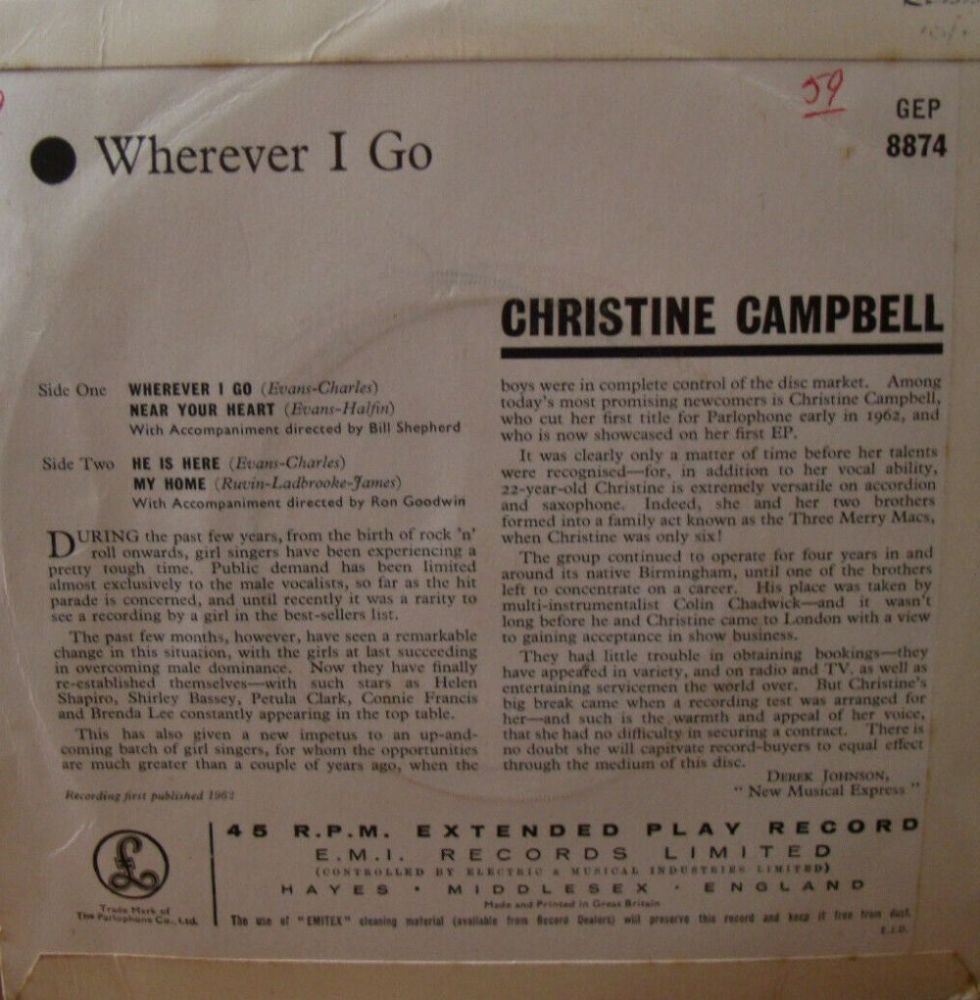 59
GEP
8874
Wherever I Go
CHRISTINE CAMPBELL
Side One WHEREVER I GO (Evans-Charles)
NEAR YOUR HEART (Evans-Halfin)
With Accompaniment directed by Bill Shepherd
Side Two HE IS HERE (Evans-Charles)
MY HOME (Ruvin-Ladbrooke-James)
With Accompaniment directed by Ron Goodwin
DURING the past few years, from the birth of rock 'n'
roll onwards, girl singers have been experiencing a
pretty tough time. Public demand has been limited
almost exclusively to the male vocalists, so far as the hit
parade is concerned, and until recently it was a rarity to
see a recording by a girl in the best-sellers list.
The past few months, however, have seen a remarkable
change in this situation, with the girls at last succeeding
in overcoming male dominance. Now they have finally
re-established themselves—with such stars as Helen
Shapiro, Shirley Bassey, Petula Clark, Connie Francis
and Brenda Lee constantly appearing in the top table.
This has also given a new impetus to an up-and-
coming batch of girl singers, for whom the opportunities
are much greater than a couple of years ago, when the
boys were in complete control of the disc market. Among
today's most promising newcomers is Christine Campbell,
who cut her first title for Parlophone early in 1962, and
who is now showcased on her first EP.
It was clearly only a matter of time before her talents
were recognised—for, in addition to her vocal ability,
22-year-old Christine is extremely versatile on accordion
and saxophone. Indeed, she and her two brothers
formed into a family act known as the Three Merry Macs,
when Christine was only six!
The group continued to operate for four years in and
around its native Birmingham, until one of the brothers
left to concentrate on a career. His place was taken by
multi-instrumentalist Colin Chadwick—and it wasn't
long before he and Christine came to London with a view
to gaining acceptance in show business.
They had little trouble in obtaining bookings—they
have appeared in variety, and on radio and TV, as well as
entertaining servicemen the world over. But Christine's
big break came when a recording test was arranged for
her—and such is the warmth and appeal of her voice,
that she had no difficulty in securing a contract. There is
no doubt she will capitvate record-buyers to equal effect
through the medium of this disc.
DEREK JOHNSON,
"New Musical Express"
Recording first published 1962
45 R.P.M. EXTENDED PLAY RECORD
E.M.I. RECORDS LIMITED
(CONTROLLED BY ELECTRIC & MUSICAL INDUSTRIES LIMITED)
HAYES · MIDDLESEX · ENGLAND
Made and Printed in Great Britain
£
Trade Mark of
The Parlophone Co., Ltd.
The use of "EMITEX" cleaning material (available from Record Dealers) will preserve this record and keep it free from dust.
E.J.D.